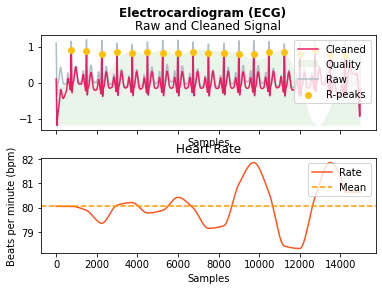 Electrocardiogram (ECG)
Raw and Cleaned Signal
1
0
−1
Cleaned
Quality
Raw
R-peaks
Samples
Heart Rate
Beats per minute (bpm)
82
81
80
79
Rate
Mean
0
2000
4000
6000
8000
10000
12000
14000
Samples